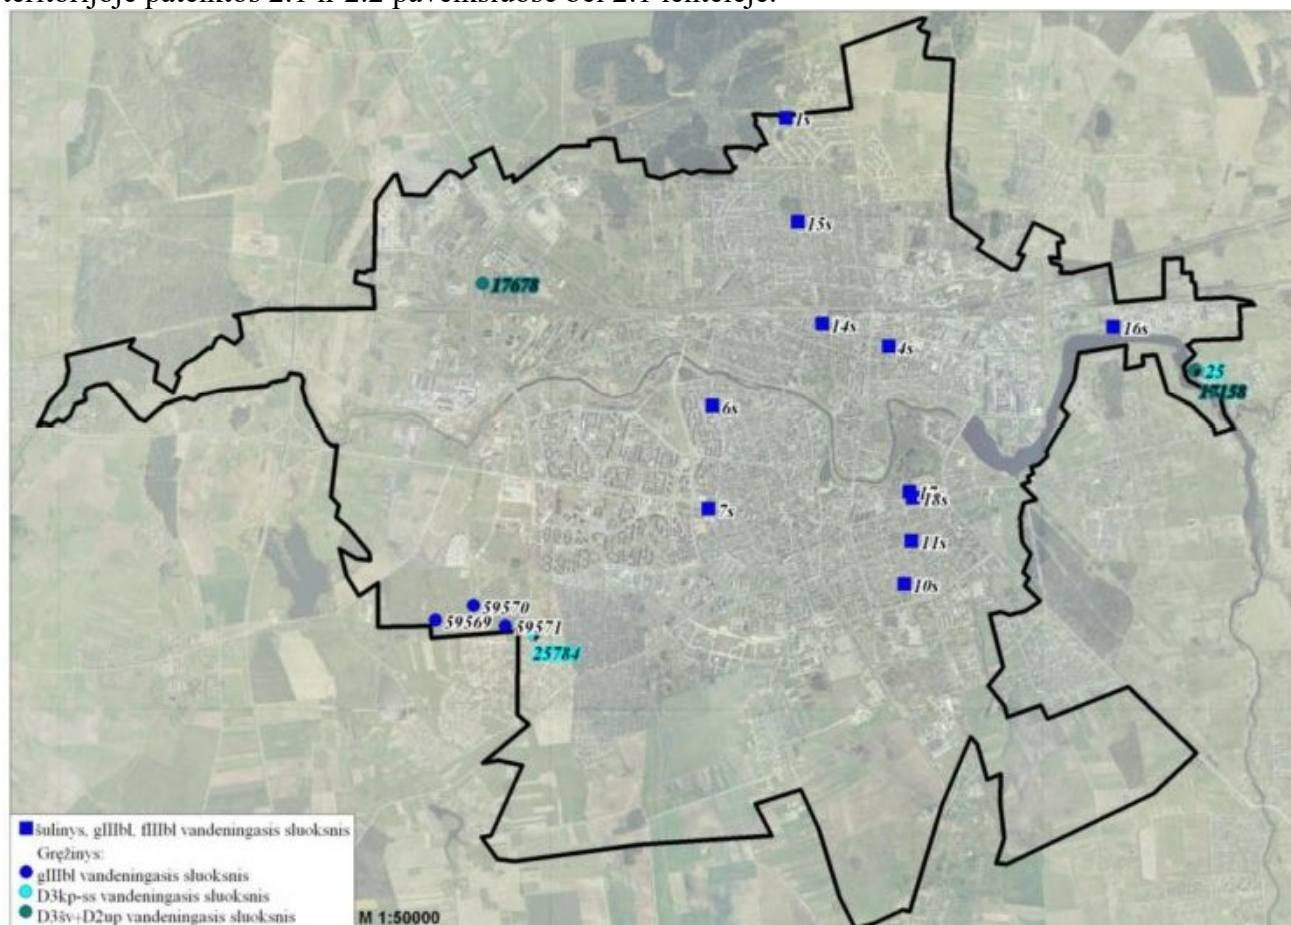 teritorijoje pateiktos 2.1 ir 2.2 paveiksluose bei 2.1 lentelėje.
1s
15s
17678
14s
4s
16s
25
17158
6s
17s
18s
7s
11s
10s
59570
59569
59571
25784
šulinys, gIIIbl, fIIIbl vandeningasis sluoksnis
Gręžinys:
gIIIbl vandeningasis sluoksnis
D3kp-ss vandeningasis sluoksnis
D3šv+D2up vandeningasis sluoksnis
M 1:50000